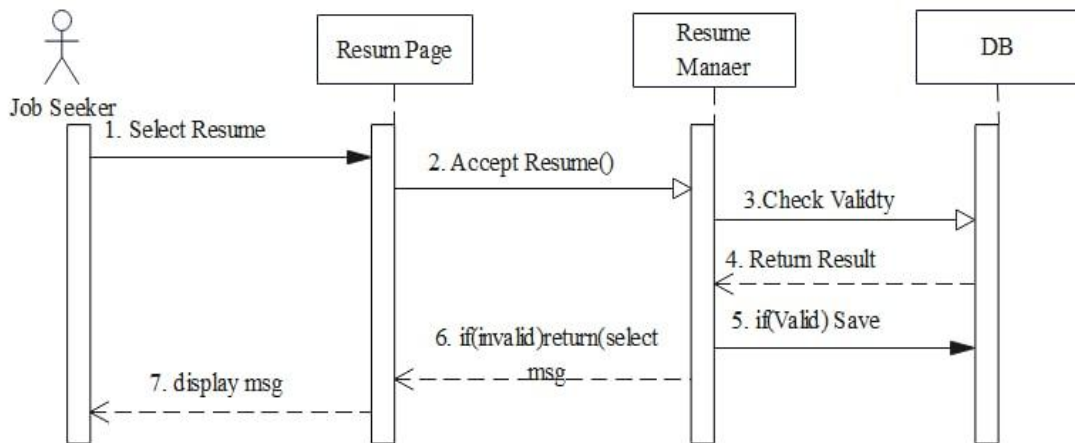 Resum Page
Resume
Manaer
DB
Job Seeker
1. Select Resume
2. Accept Resume()
3.Check Validty
4. Return Result
5. if(Valid) Save
6. if(invalid)return(select
msg
7. display msg